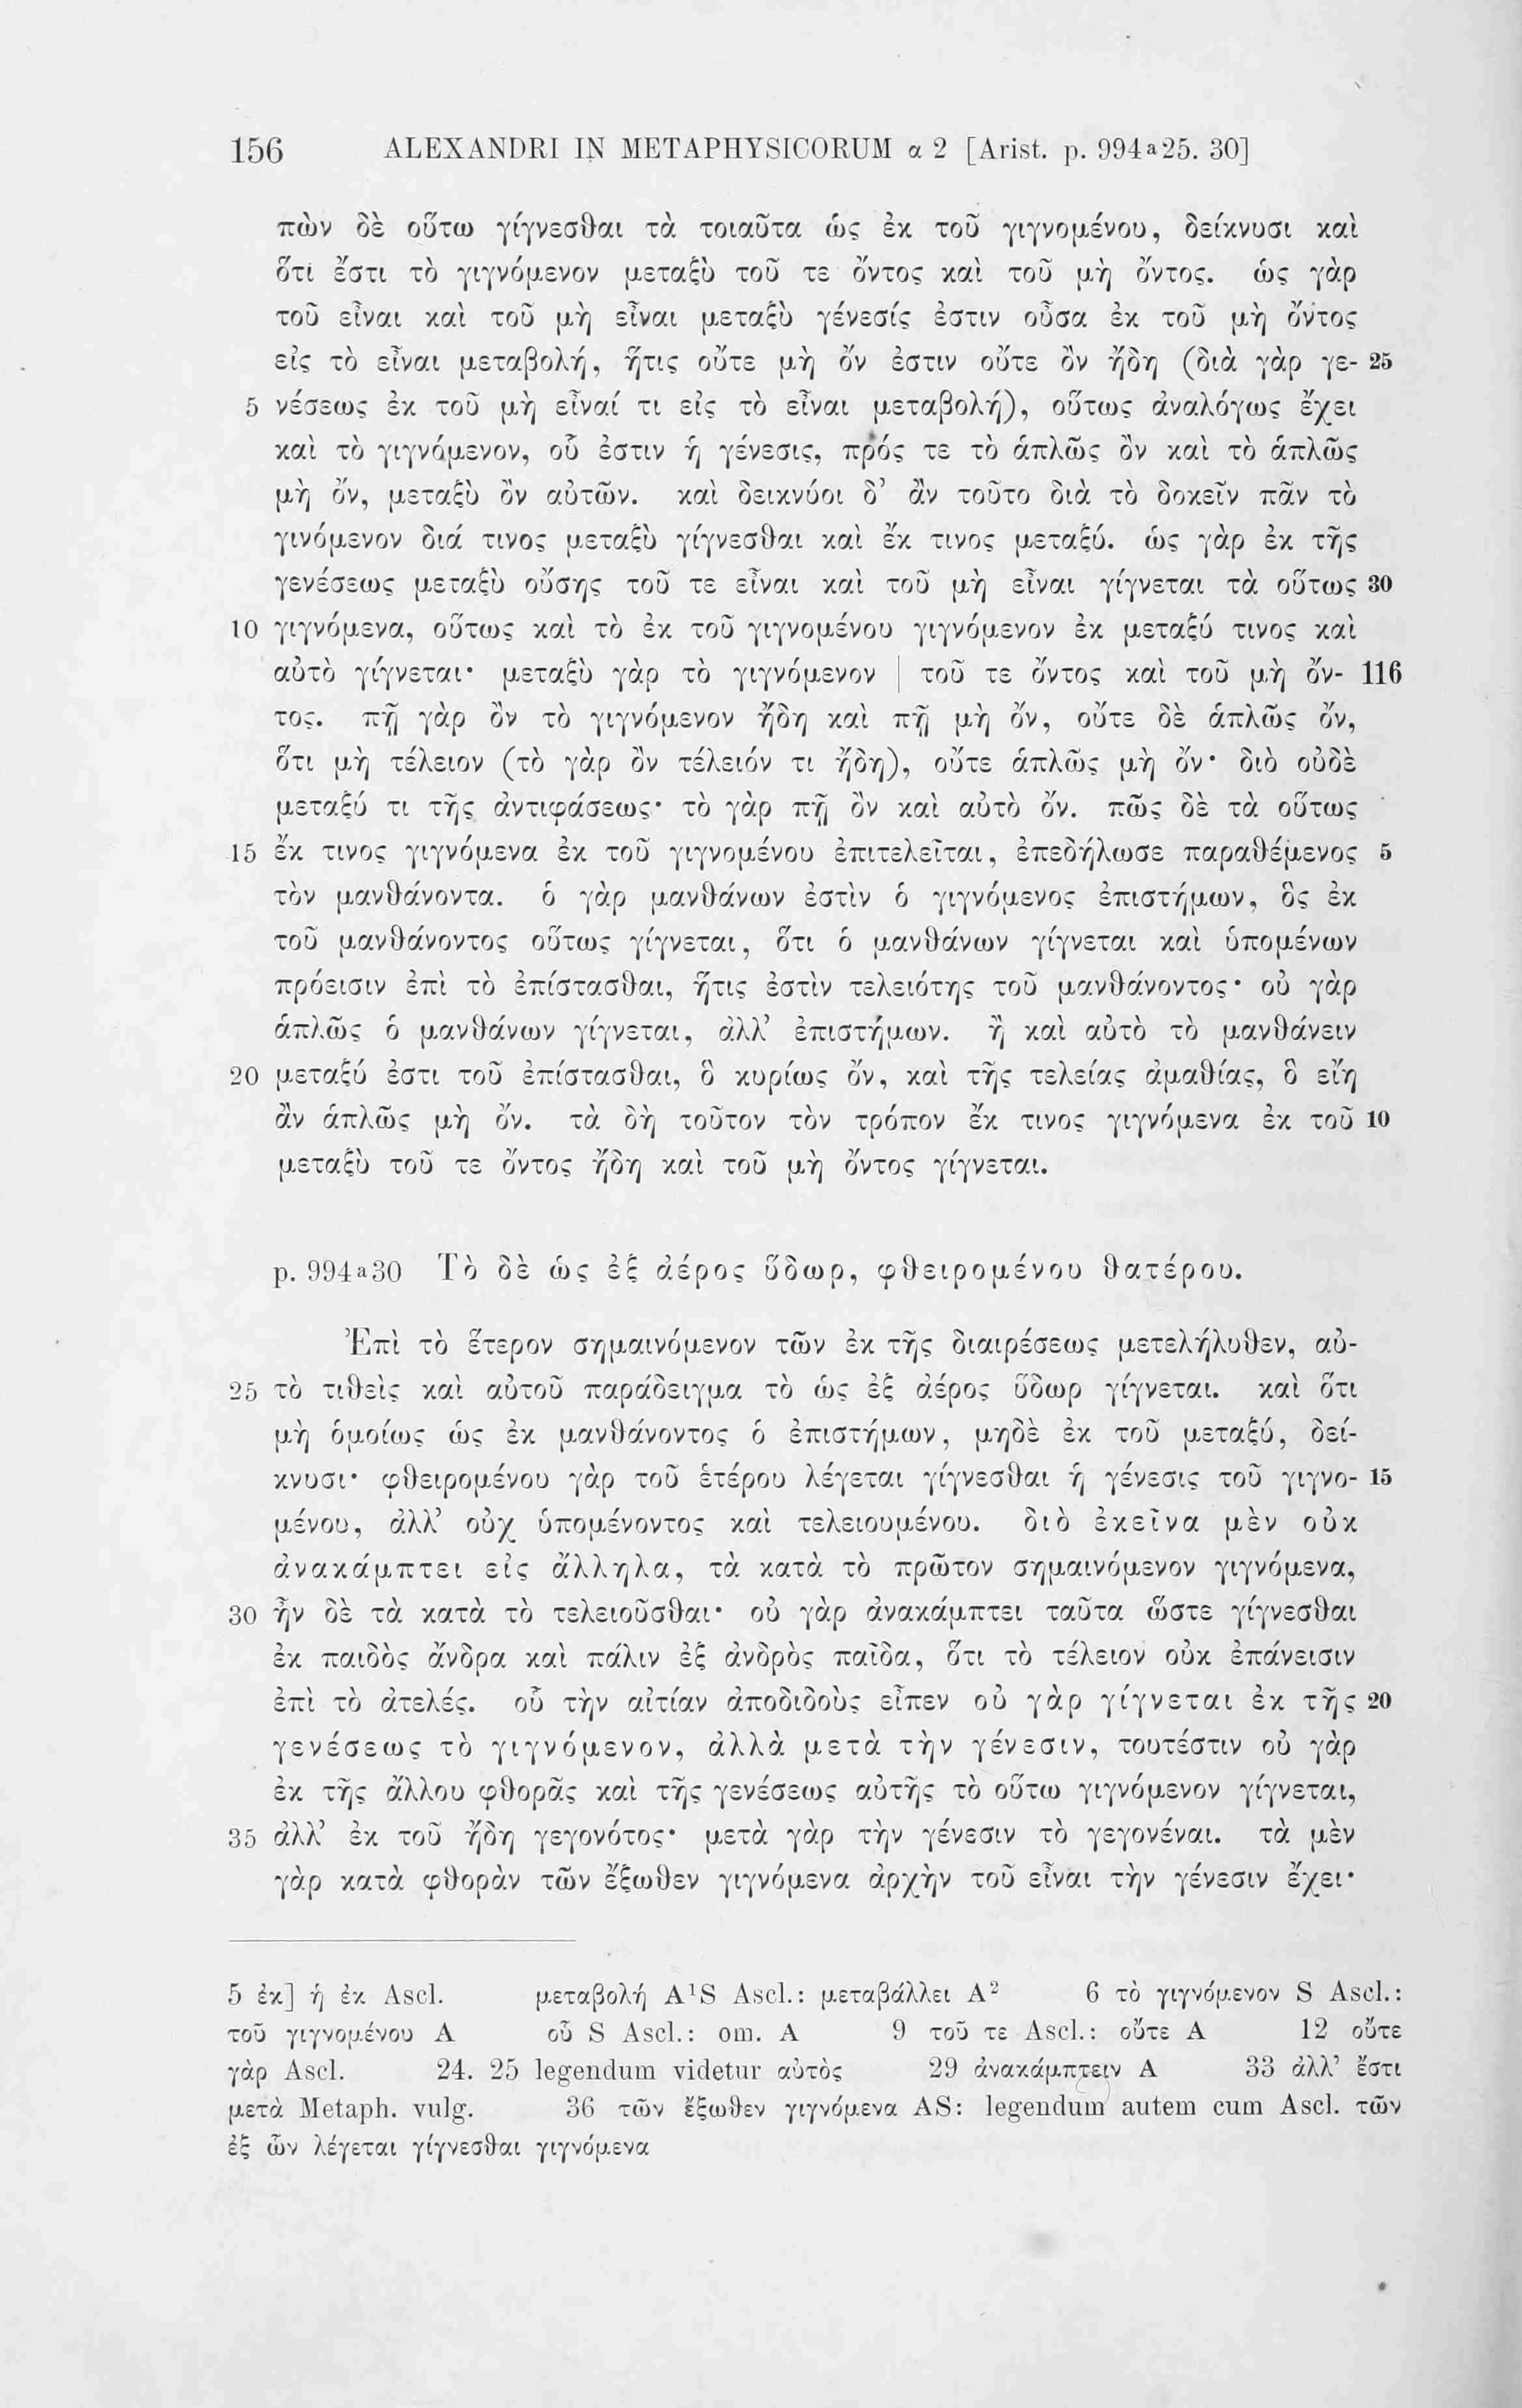 156 ALEXANDRI IN METAPHYSICORUM α 2 [Arist. p. 994a25. 30]
πὼν δὲ οὕτω γίγνεσθαι τὰ τοιαῦτα ὡς ἐκ τοῦ γιγνομένου, δείκνυσι καὶ
ὅτι ἔστι τὸ γιγνόμενον μεταξὺ τοῦ τε ὄντος καὶ τοῦ μὴ ὄντος. ὡς γὰρ
τοῦ εἶναι καὶ τοῦ μὴ εἶναι μεταξὺ γένεσίς ἐστιν οὖσα ἐκ τοῦ μὴ ὄντος
εἰς τὸ εἶναι μεταβολή, ἥτις οὔτε μὴ ὄν ἐστιν οὔτε ὂν ἤδη (διὰ γὰρ γε- 25
5 νέσεως ἐκ τοῦ μὴ εἶναί τι εἰς τὸ εἶναι μεταβολή), οὕτως ἀναλόγως ἔχει
καὶ τὸ γιγνόμενον, οὗ ἐστιν ἡ γένεσις, πρός τε τὸ ἁπλῶς ὂν καὶ τὸ ἁπλῶς
μὴ ὄν, μεταξὺ ὂν αὐτῶν. καὶ δεικνύοι δ' ἂν τοῦτο διὰ τὸ δοκεῖν πᾶν τὸ
γινόμενον διά τινος μεταξὺ γίγνεσθαι καὶ ἔκ τινος μεταξύ. ὡς γὰρ ἐκ τῆς
γενέσεως μεταξὺ οὔσης τοῦ τε εἶναι καὶ τοῦ μὴ εἶναι γίγνεται τὰ οὕτως 30
10 γιγνόμενα, οὕτως καὶ τὸ ἐκ τοῦ γιγνομένου γιγνόμενον ἐκ μεταξύ τινος καὶ
αὐτὸ γίγνεται· μεταξὺ γὰρ τὸ γιγνόμενον | τοῦ τε ὄντος καὶ τοῦ μὴ ὄν- 116
τος. πῇ γὰρ ὂν τὸ γιγνόμενον ἤδη καὶ πῇ μὴ ὄν, οὔτε δὲ ἁπλῶς ὄν,
ὅτι μὴ τέλειον (τὸ γὰρ ὂν τέλειόν τι ἤδη), οὔτε ἁπλῶς μὴ ὄν· διὸ οὐδὲ
μεταξύ τι τῆς ἀντιφάσεως· τὸ γὰρ πῇ ὂν καὶ αὐτὸ ὄν. πῶς δὲ τὰ οὕτως
15 ἔκ τινος γιγνόμενα ἐκ τοῦ γιγνομένου ἐπιτελεῖται, ἐπεδήλωσε παραθέμενος 5
τὸν μανθάνοντα. ὁ γὰρ μανθάνων ἐστὶν ὁ γιγνόμενος ἐπιστήμων, ὃς ἐκ
τοῦ μανθάνοντος οὕτως γίγνεται, ὅτι ὁ μανθάνων γίγνεται καὶ ὑπομένων
πρόεισιν ἐπὶ τὸ ἐπίστασθαι, ἥτις ἐστὶν τελειότης τοῦ μανθάνοντος· οὐ γὰρ
ἁπλῶς ὁ μανθάνων γίγνεται, ἀλλ' ἐπιστήμων. ἢ καὶ αὐτὸ τὸ μανθάνειν
20 μεταξύ ἐστι τοῦ ἐπίστασθαι, ὃ κυρίως ὄν, καὶ τῆς τελείας ἀμαθίας, ὃ εἴη
ἂν ἁπλῶς μὴ ὄν. τὰ δὴ τοῦτον τὸν τρόπον ἔκ τινος γιγνόμενα ἐκ τοῦ 10
μεταξὺ τοῦ τε ὄντος ἤδη καὶ τοῦ μὴ ὄντος γίγνεται.
p. 994a30 Τὸ δὲ ὡς ἐξ ἀέρος ὕδωρ, φθειρομένου θατέρου.
Ἐπὶ τὸ ἕτερον σημαινόμενον τῶν ἐκ τῆς διαιρέσεως μετελήλυθεν, αὐ-
25 τὸ τιθεὶς καὶ αὐτοῦ παράδειγμα τὸ ὡς ἐξ ἀέρος ὕδωρ γίγνεται. καὶ ὅτι
μὴ ὁμοίως ὡς ἐκ μανθάνοντος ὁ ἐπιστήμων, μηδὲ ἐκ τοῦ μεταξύ, δεί-
κνυσι· φθειρομένου γὰρ τοῦ ἑτέρου λέγεται γίγνεσθαι ἡ γένεσις τοῦ γιγνο- 15
μένου, ἀλλ' οὐχ ὑπομένοντος καὶ τελειουμένου. διὸ ἐκεῖνα μὲν οὐκ
ἀνακάμπτει εἰς ἄλληλα, τὰ κατὰ τὸ πρῶτον σημαινόμενον γιγνόμενα,
30 ἦν δὲ τὰ κατὰ τὸ τελειοῦσθαι· οὐ γὰρ ἀνακάμπτει ταῦτα ὥστε γίγνεσθαι
ἐκ παιδὸς ἄνδρα καὶ πάλιν ἐξ ἀνδρὸς παῖδα, ὅτι τὸ τέλειον οὐκ ἐπάνεισιν
ἐπὶ τὸ ἀτελές. οὗ τὴν αἰτίαν ἀποδιδοὺς εἶπεν οὐ γὰρ γίγνεται ἐκ τῆς 20
γενέσεως τὸ γιγνόμενον, ἀλλὰ μετὰ τὴν γένεσιν, τουτέστιν οὐ γὰρ
ἐκ τῆς ἄλλου φθορᾶς καὶ τῆς γενέσεως αὐτῆς τὸ οὕτω γιγνόμενον γίγνεται,
35 ἀλλ' ἐκ τοῦ ἤδη γεγονότος· μετὰ γὰρ τὴν γένεσιν τὸ γεγονέναι. τὰ μὲν
γὰρ κατὰ φθορὰν τῶν ἔξωθεν γιγνόμενα ἀρχὴν τοῦ εἶναι τὴν γένεσιν ἔχει·
5 ἐκ] ἡ ἐκ Ascl. μεταβολή A¹S Ascl.: μεταβάλλει A² 6 τὸ γιγνόμενον S Ascl.:
τοῦ γιγνομένου A οὗ S Ascl.: om. A 9 τοῦ τε Ascl.: οὔτε A 12 οὔτε
γὰρ Ascl. 24. 25 legendum videtur αὐτὸς 29 ἀνακάμπτειν A 33 ἀλλ' ἔστι
μετὰ Metaph. vulg. 36 τῶν ἔξωθεν γιγνόμενα AS: legendum autem cum Ascl. τῶν
ἐξ ὧν λέγεται γίγνεσθαι γιγνόμενα